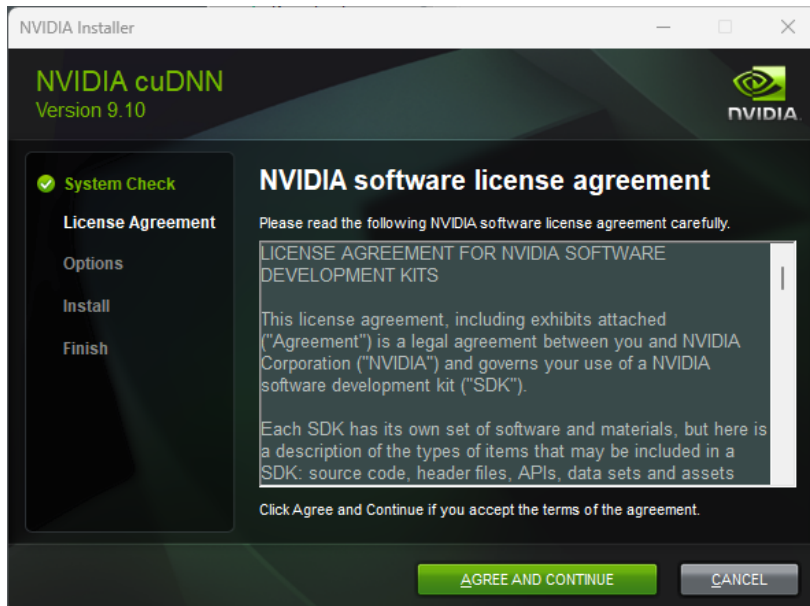 NVIDIA Installer
NVIDIA cuDNN
Version 9.10
NVIDIA.
System Check
License Agreement
Options
Install
Finish
NVIDIA software license agreement
Please read the following NVIDIA software license agreement carefully.
LICENSE AGREEMENT FOR NVIDIA SOFTWARE
DEVELOPMENT KITS
This license agreement, including exhibits attached
("Agreement") is a legal agreement between you and NVIDIA
Corporation ("NVIDIA") and governs your use of a NVIDIA
software development kit ("SDK").
Each SDK has its own set of software and materials, but here is
a description of the types of items that may be included in a
SDK: source code, header files, APIs, data sets and assets
Click Agree and Continue if you accept the terms of the agreement.
AGREE AND CONTINUE
CANCEL